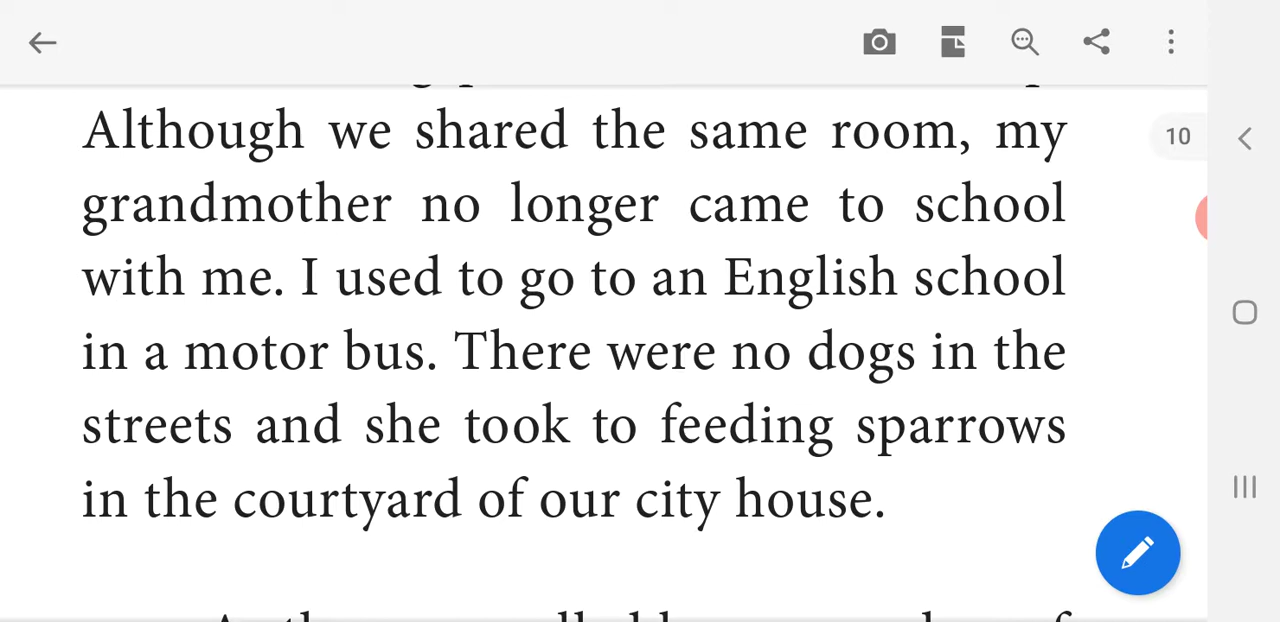 Although we shared the same room, my
10
grandmother no longer came to school
with me. I used to go to an English school
in a motor bus. There were no dogs in the
streets and she took to feeding sparrows
in the courtyard of our city house.